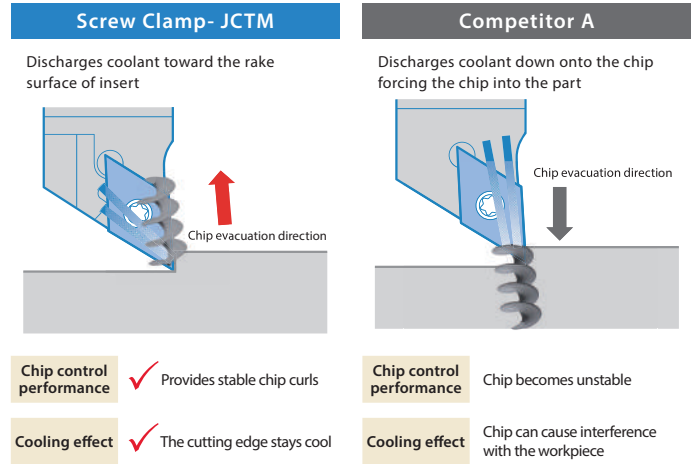 Screw Clamp- JCTM
Discharges coolant toward the rake
surface of insert
Chip evacuation direction
Chip control
performance
Provides stable chip curls
Cooling effect
The cutting edge stays cool
Competitor A
Discharges coolant down onto the chip
forcing the chip into the part
Chip evacuation direction
Chip control
performance
Chip becomes unstable
Cooling effect
Chip can cause interference
with the workpiece